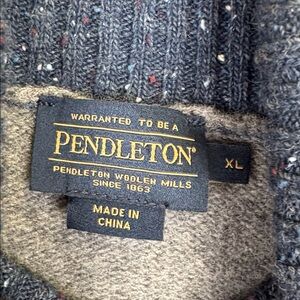 WARRANTED TO BE A
PENDLETON®
XL
PENDLETON WOOLEN MILLS
SINCE 1863
MADE IN
CHINA